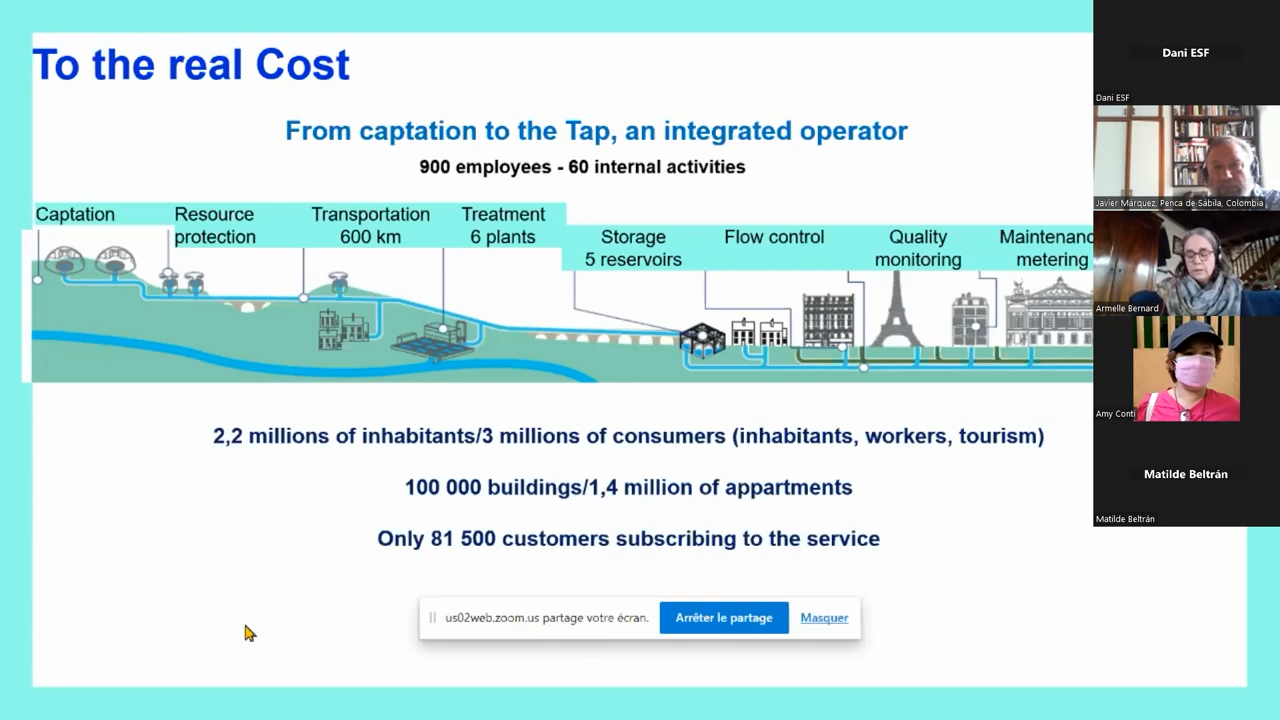 To the real Cost
From captation to the Tap, an integrated operator
900 employees - 60 internal activities
Captation
Resource
protection
Transportation
600 km
Treatment
6 plants
Storage
5 reservoirs
Flow control
Quality
monitoring
Maintenanc
metering
2,2 millions of inhabitants/3 millions of consumers (inhabitants, workers, tourism)
100 000 buildings/1,4 million of appartments
Only 81 500 customers subscribing to the service
us02web.zoom.us partage votre écran.
Arrêter le partage
Masquer
Dani ESF
Dani ESF
Javier Márquez, Penca de Sábila, Colombia
Armelle Bernard
Amy Conti
Matilde Beltrán
Matilde Beltrán